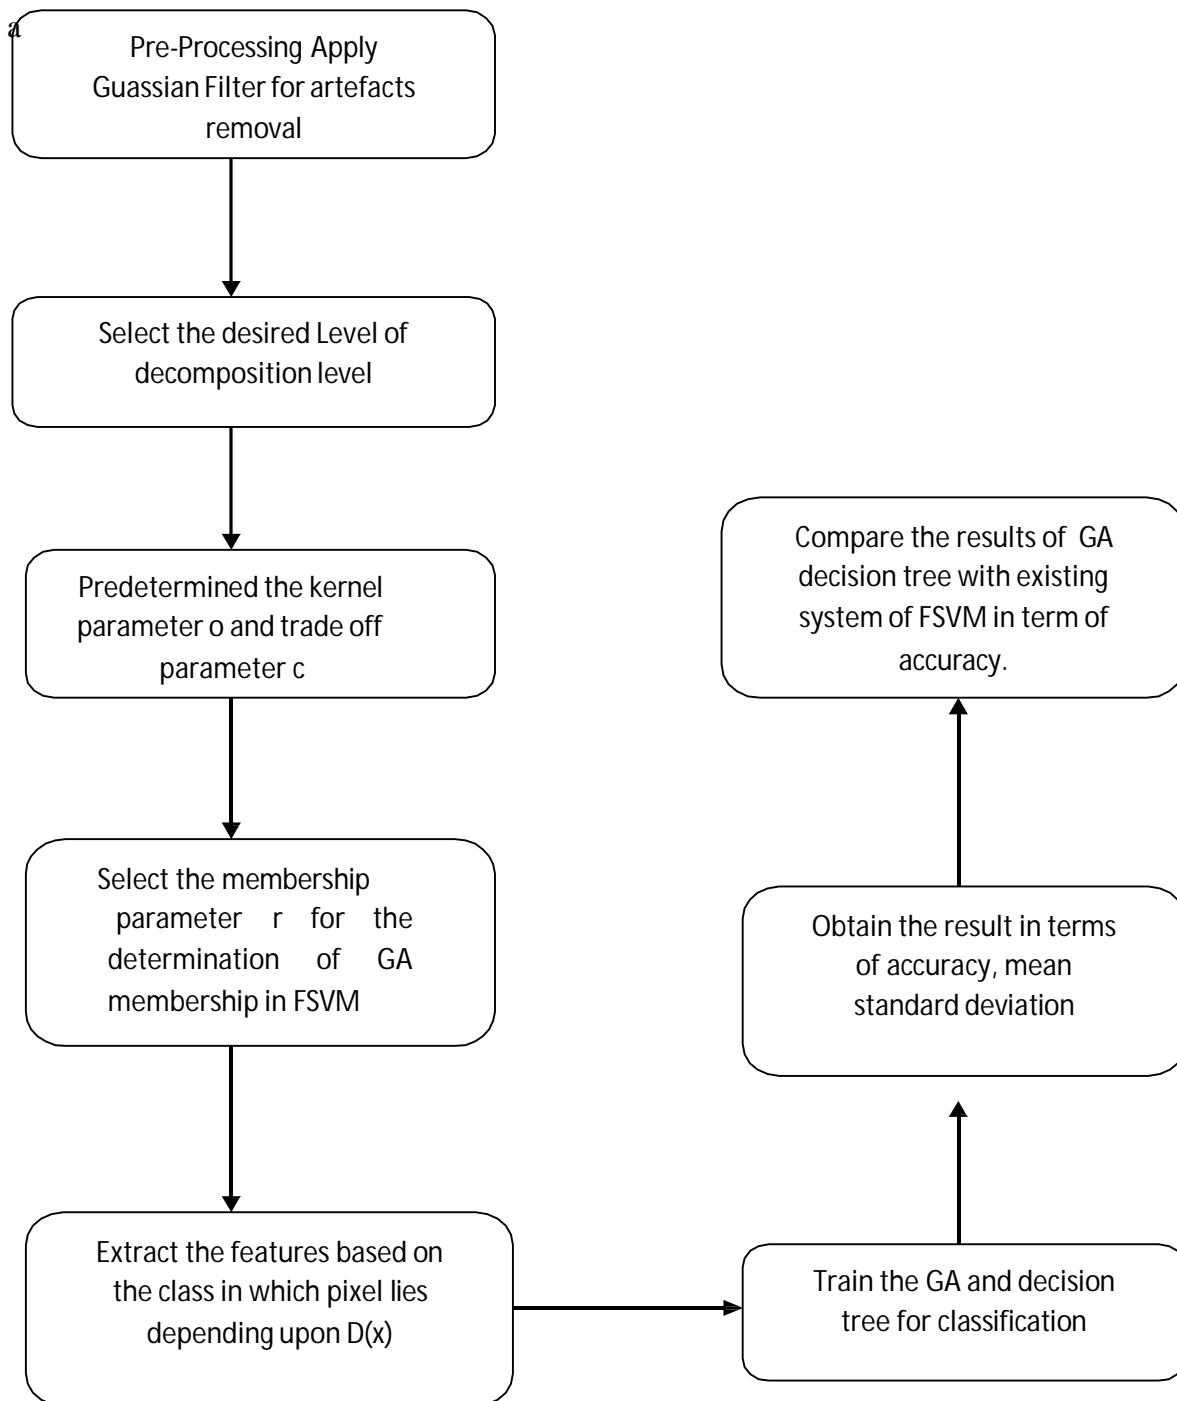 a
Pre-Processing Apply
Guassian Filter for artefacts
removal
Select the desired Level of
decomposition level
Predetermined the kernel
parameter o and trade off
parameter c
Select the membership
parameter r for the
determination of GA
membership in FSVM
Extract the features based on
the class in which pixel lies
depending upon D(x)
Train the GA and decision
tree for classification
Obtain the result in terms
of accuracy, mean
standard deviation
Compare the results of GA
decision tree with existing
system of FSVM in term of
accuracy.